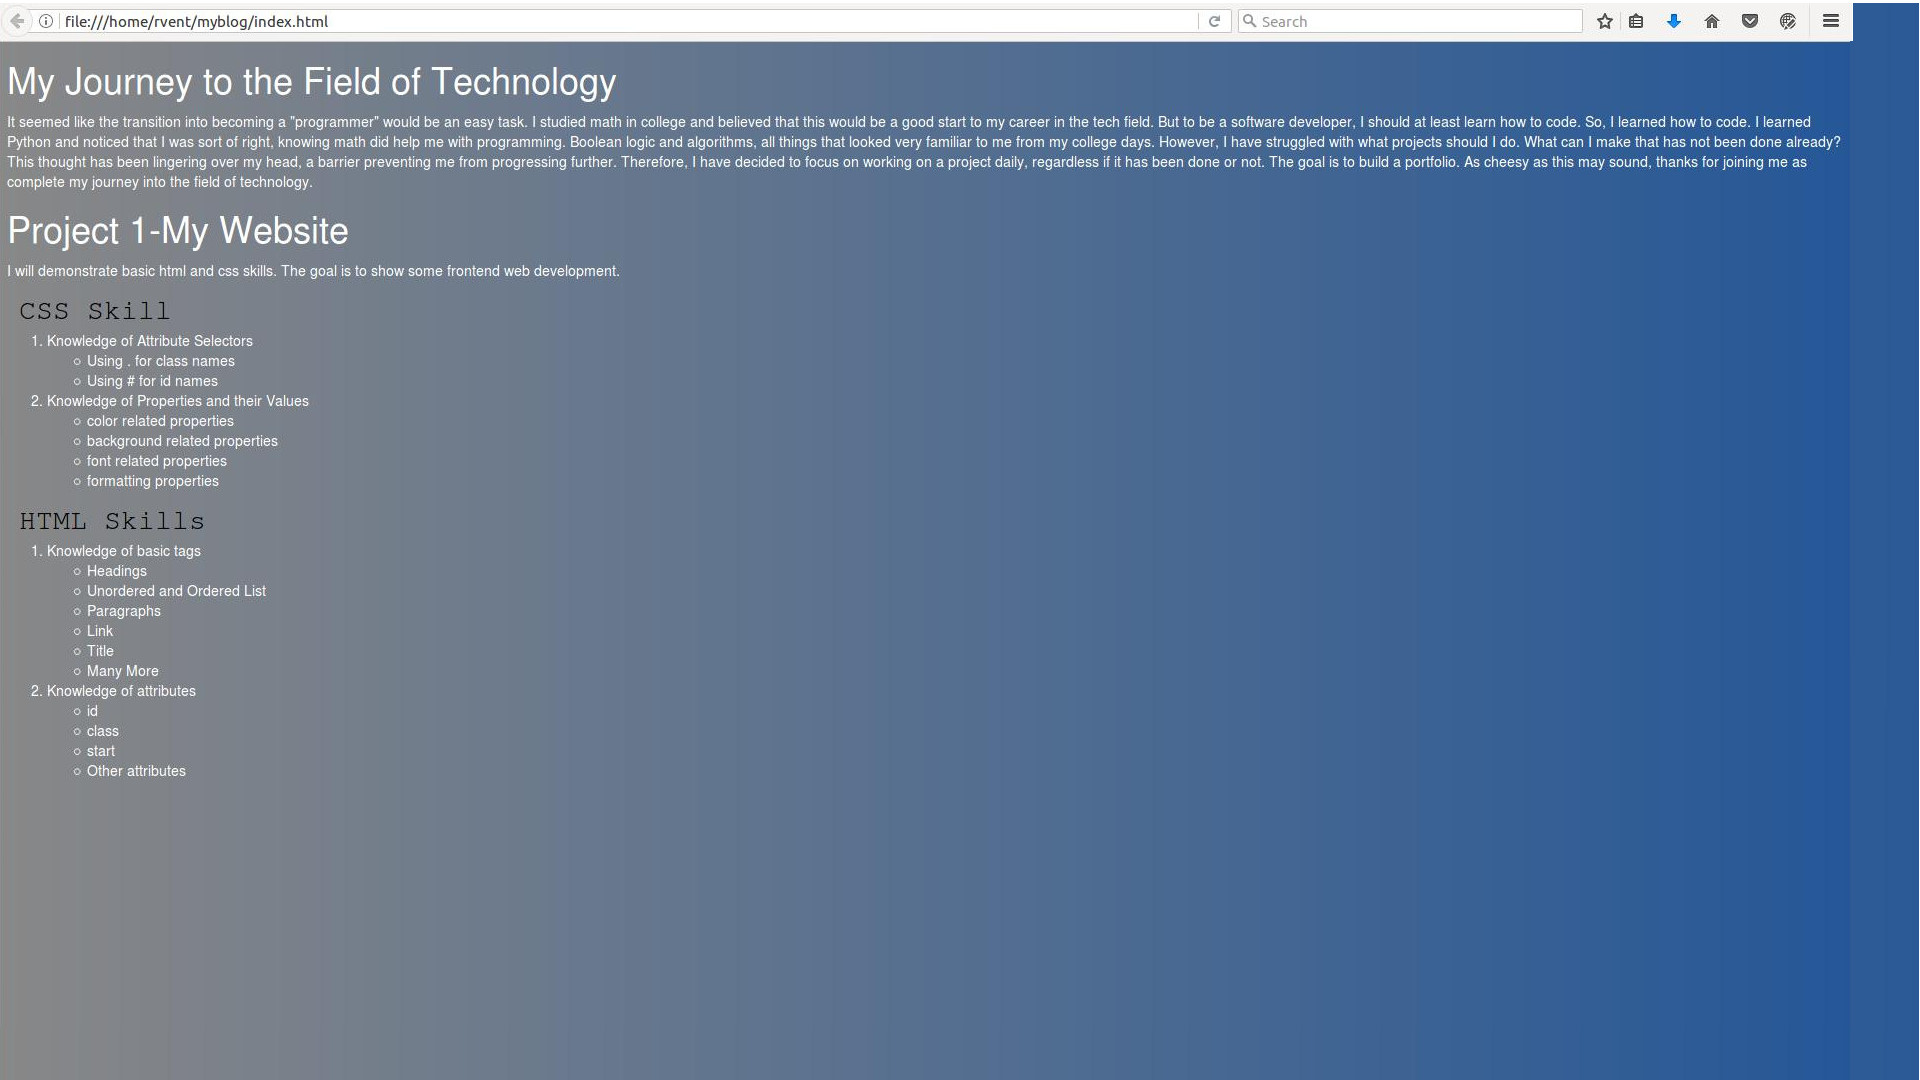 file:///home/rvent/myblog/index.html
Search
My Journey to the Field of Technology
It seemed like the transition into becoming a "programmer" would be an easy task. I studied math in college and believed that this would be a good start to my career in the tech field. But to be a software developer, I should at least learn how to code. So, I learned how to code. I learned
Python and noticed that I was sort of right, knowing math did help me with programming. Boolean logic and algorithms, all things that looked very familiar to me from my college days. However, I have struggled with what projects should I do. What can I make that has not been done already?
This thought has been lingering over my head, a barrier preventing me from progressing further. Therefore, I have decided to focus on working on a project daily, regardless if it has been done or not. The goal is to build a portfolio. As cheesy as this may sound, thanks for joining me as
complete my journey into the field of technology.
Project 1-My Website
I will demonstrate basic html and css skills. The goal is to show some frontend web development.
CSS Skill
1. Knowledge of Attribute Selectors
Using . for class names
Using # for id names
2. Knowledge of Properties and their Values
color related properties
background related properties
font related properties
formatting properties
HTML Skills
1. Knowledge of basic tags
Headings
Unordered and Ordered List
Paragraphs
Link
Title
Many More
2. Knowledge of attributes
id
class
start
Other attributes